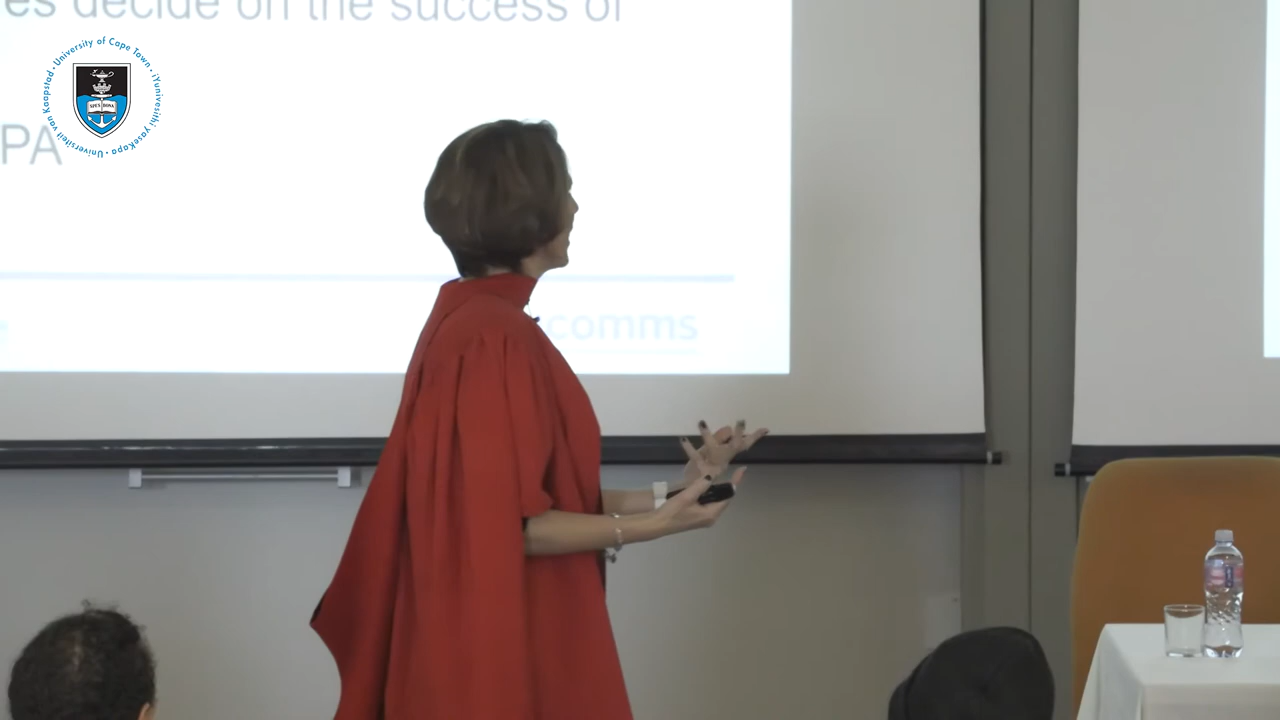 es decide on the success of
University of Cape Town · iYunivesithi yaseKapa · Universiteit van Kaapstad ·
SPES BONA
PA
comms